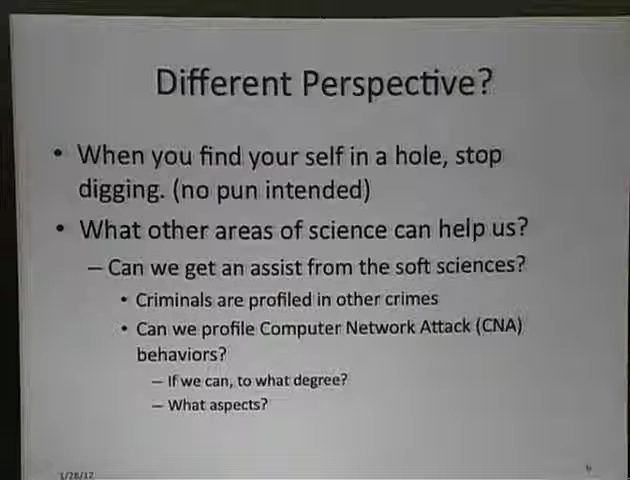 Different Perspective?
• When you find your self in a hole, stop
digging. (no pun intended)
• What other areas of science can help us?
– Can we get an assist from the soft sciences?
• Criminals are profiled in other crimes
• Can we profile Computer Network Attack (CNA)
behaviors?
– If we can, to what degree?
– What aspects?
1/28/12